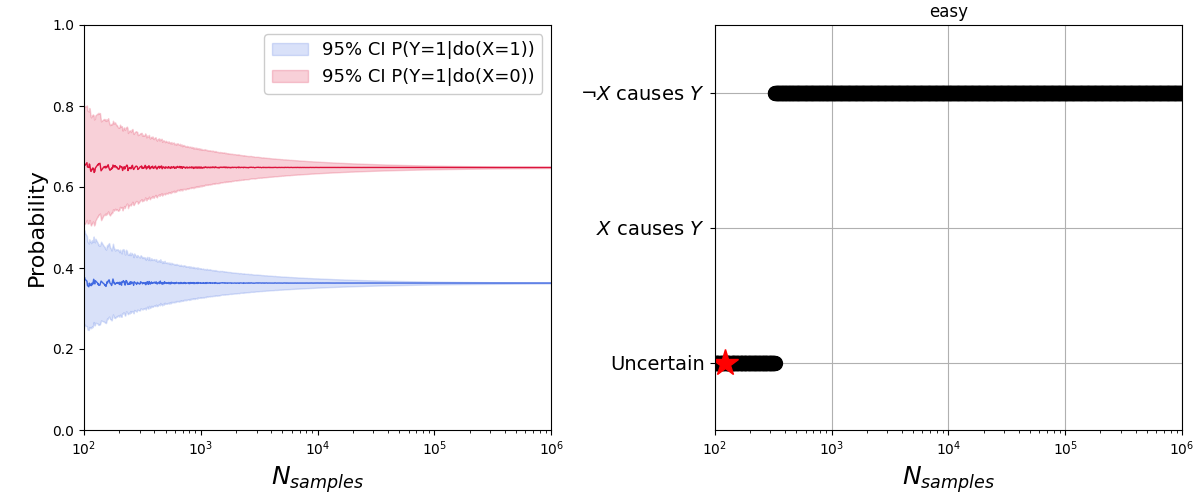 1.0
0.8
0.6
0.4
0.2
0.0
Probability
95% CI P(Y=1|do(X=1))
95% CI P(Y=1|do(X=0))
10²
10³
10⁴
10⁵
10⁶
N_samples
easy
¬X causes Y
X causes Y
Uncertain
10²
10³
10⁴
10⁵
10⁶
N_samples